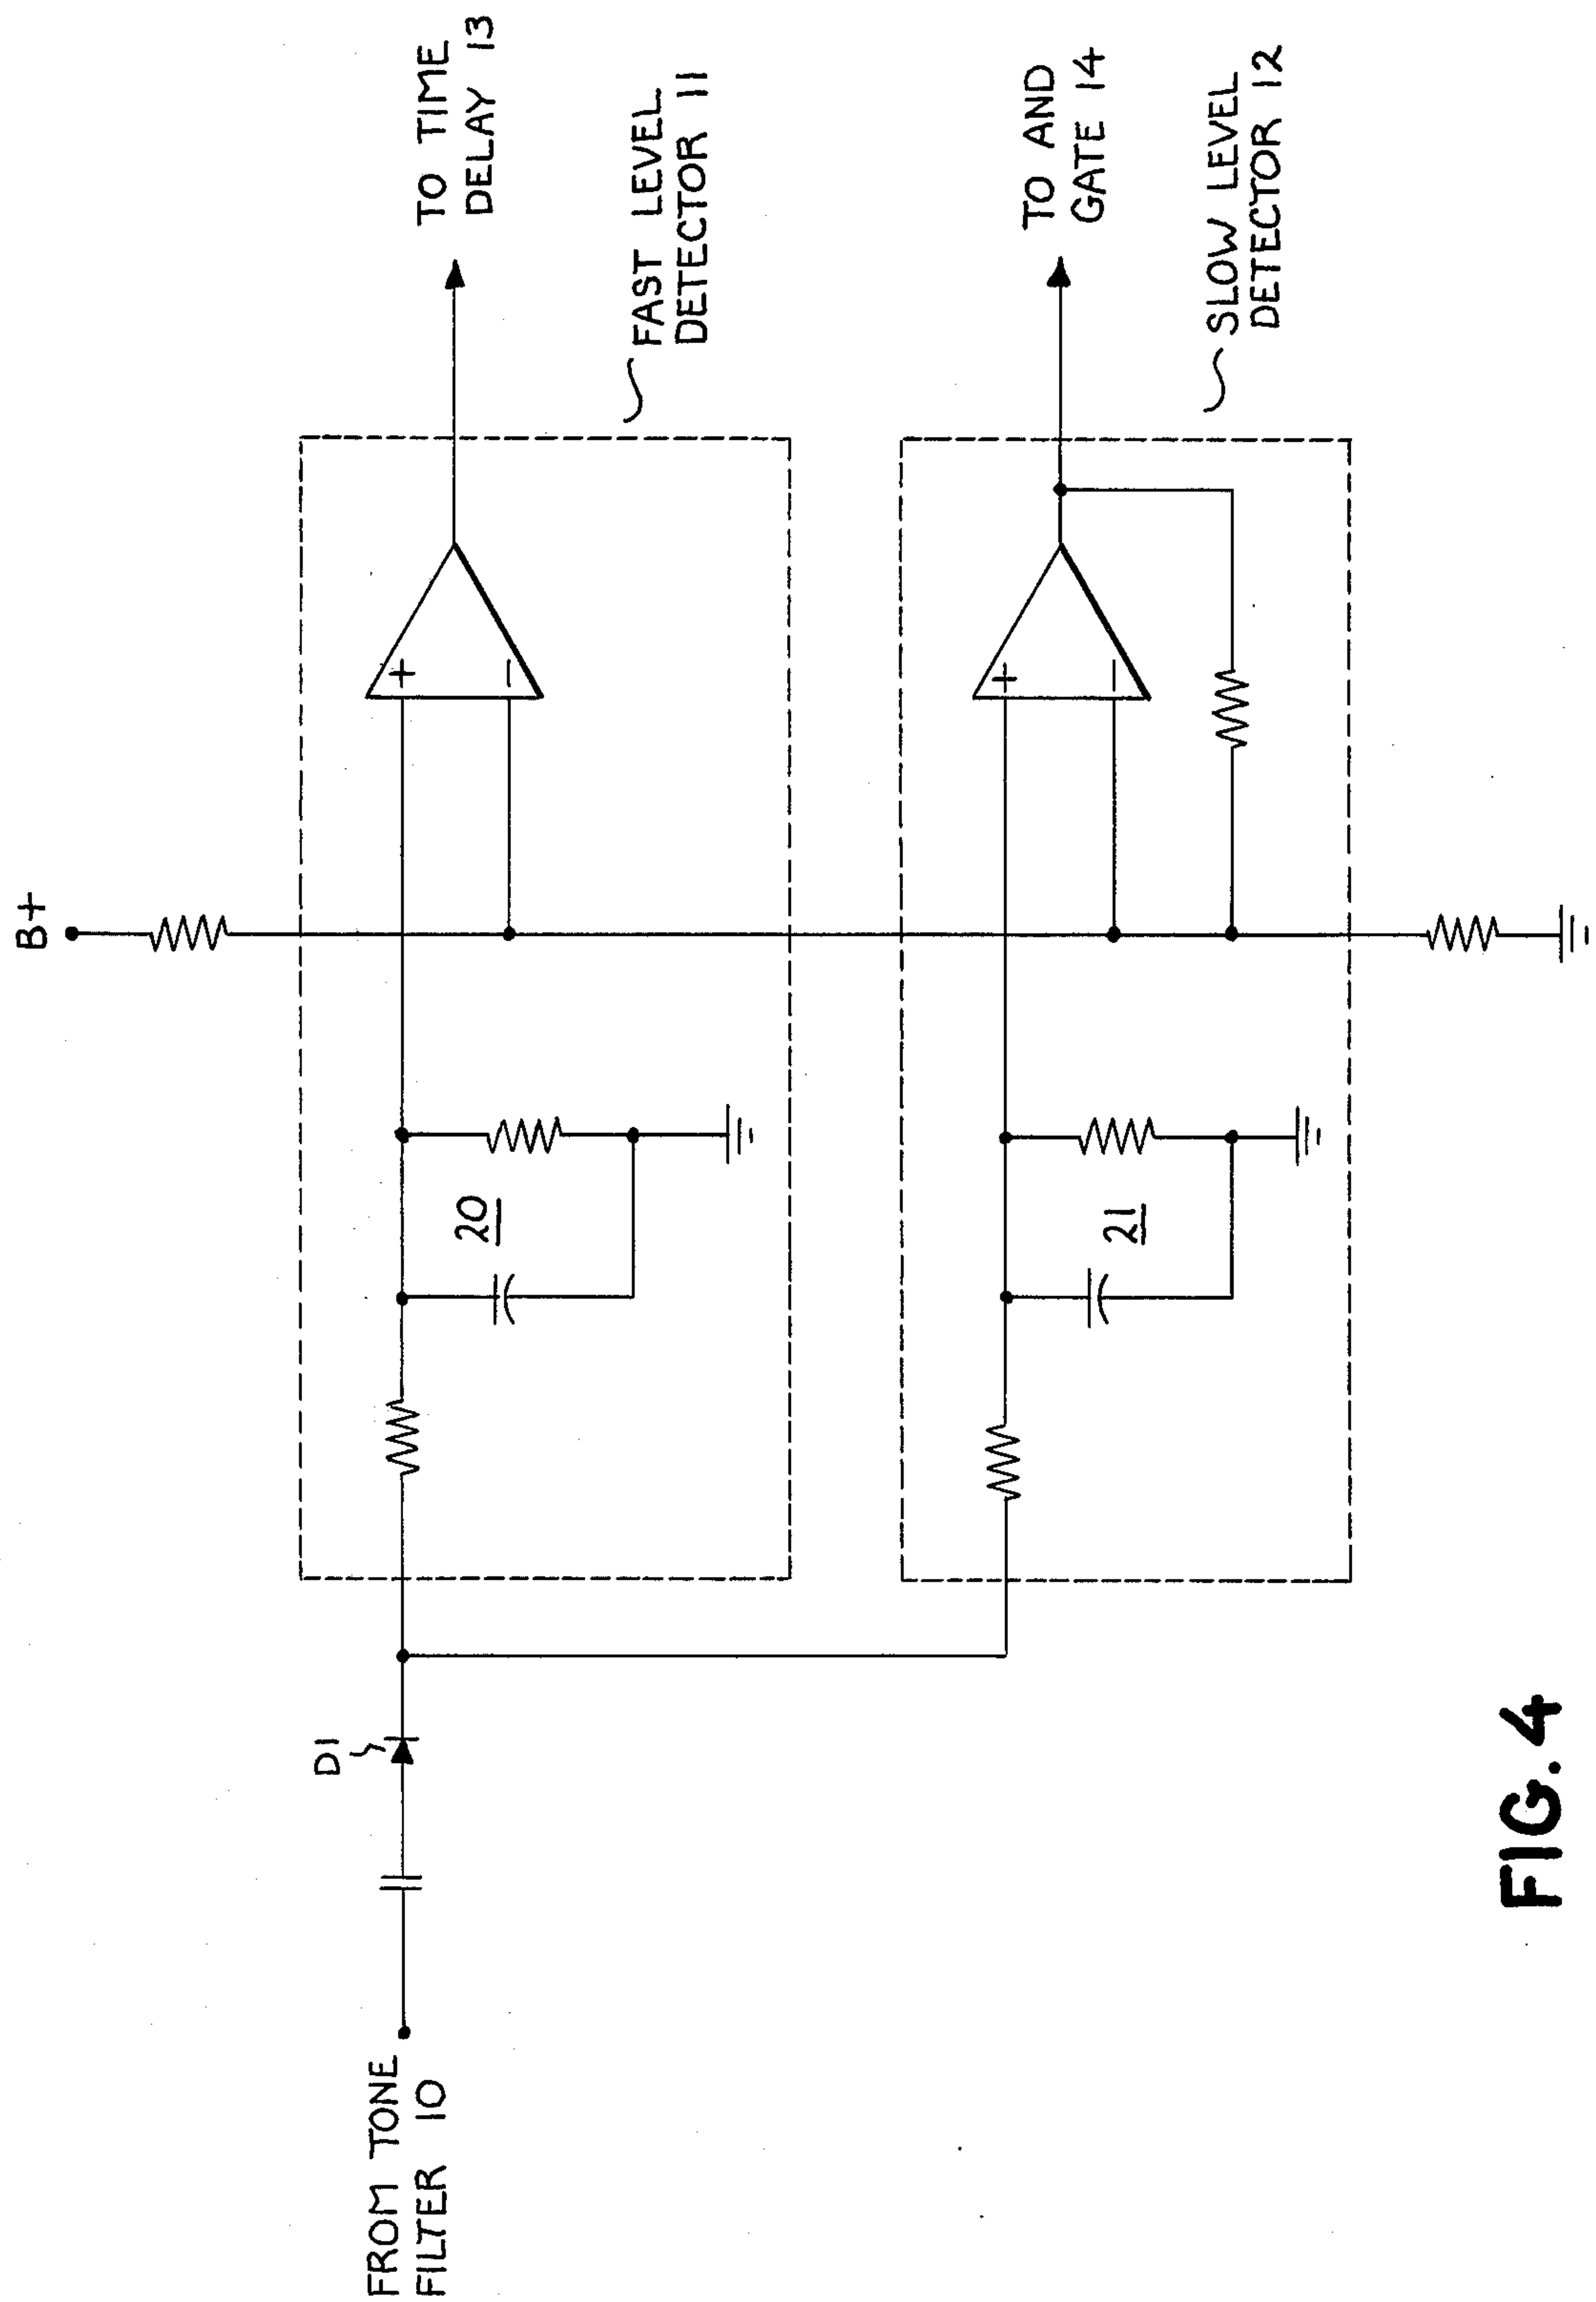 B+
TO TIME
DELAY 13
FAST LEVEL
DETECTOR 11
+
−
20
D1
FROM TONE
FILTER 10
TO AND
GATE 14
SLOW LEVEL
DETECTOR 12
+
−
21
FIG. 4